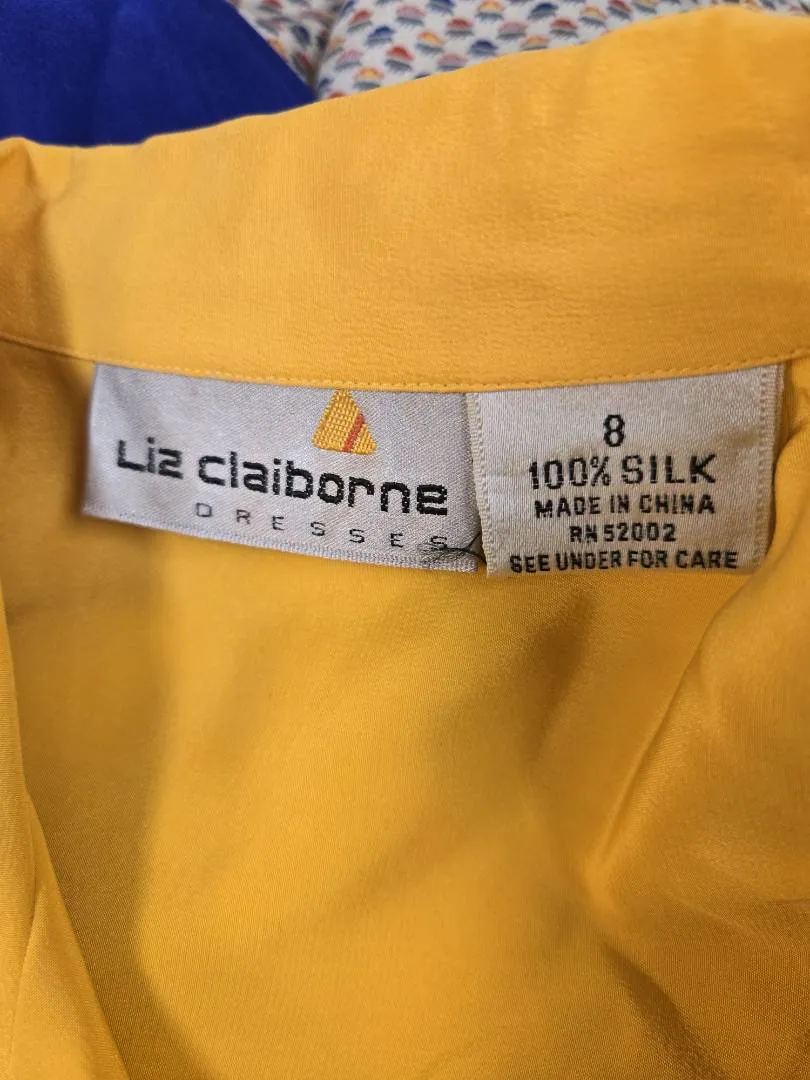 Liz claiborne
DRESSES
8
100% SILK
MADE IN CHINA
RN 52002
SEE UNDER FOR CARE